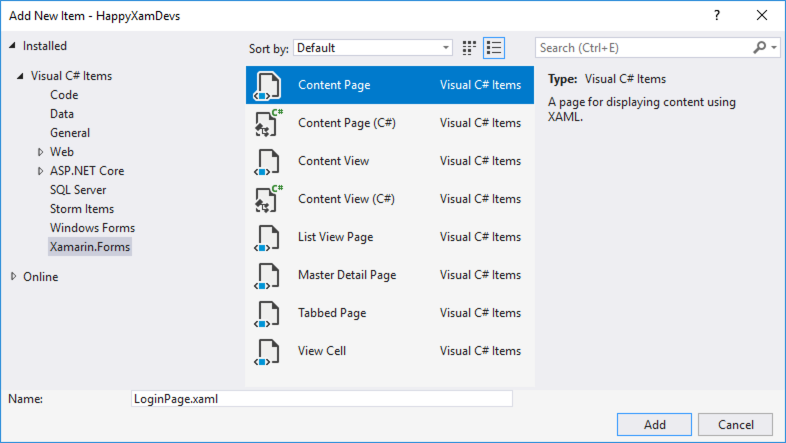 Add New Item - HappyXamDevs
Installed
Visual C# Items
Code
Data
General
Web
ASP.NET Core
SQL Server
Storm Items
Windows Forms
Xamarin.Forms
Online
Sort by: Default
Content Page Visual C# Items
C# Content Page (C#) Visual C# Items
Content View Visual C# Items
C# Content View (C#) Visual C# Items
List View Page Visual C# Items
Master Detail Page Visual C# Items
Tabbed Page Visual C# Items
View Cell Visual C# Items
Search (Ctrl+E)
Type: Visual C# Items
A page for displaying content using
XAML.
Name: LoginPage.xaml
Add Cancel